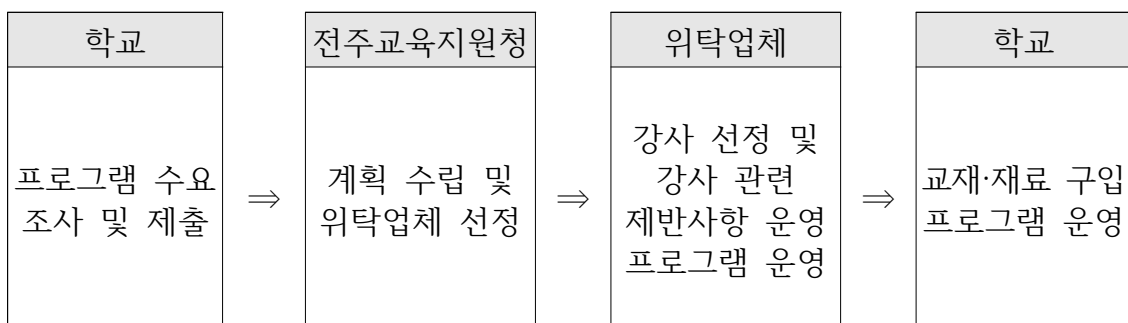 학교
프로그램 수요
조사 및 제출
⇒
전주교육지원청
계획 수립 및
위탁업체 선정
⇒
위탁업체
강사 선정 및
강사 관련
제반사항 운영
프로그램 운영
⇒
학교
교재·재료 구입
프로그램 운영